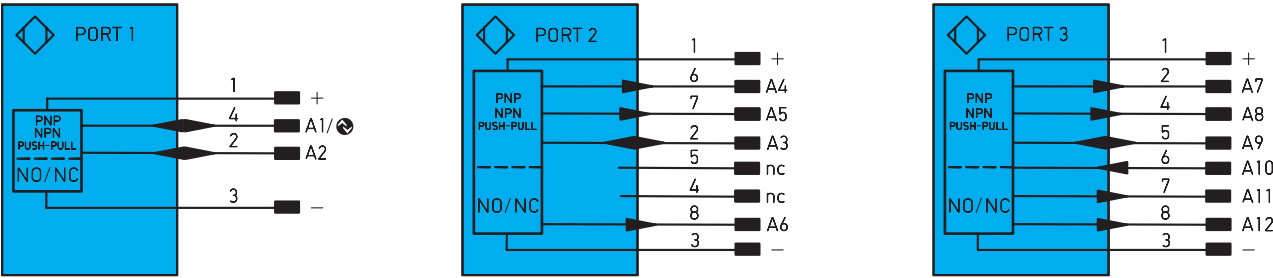 PORT 1
1 +
PNP
NPN
PUSH-PULL
NO/NC
4 A1/
2 A2
3 –
PORT 2
1 +
PNP
NPN
PUSH-PULL
NO/NC
6 A4
7 A5
2 A3
5 nc
4 nc
8 A6
3 –
PORT 3
1 +
PNP
NPN
PUSH-PULL
NO/NC
2 A7
4 A8
5 A9
6 A10
7 A11
8 A12
3 –